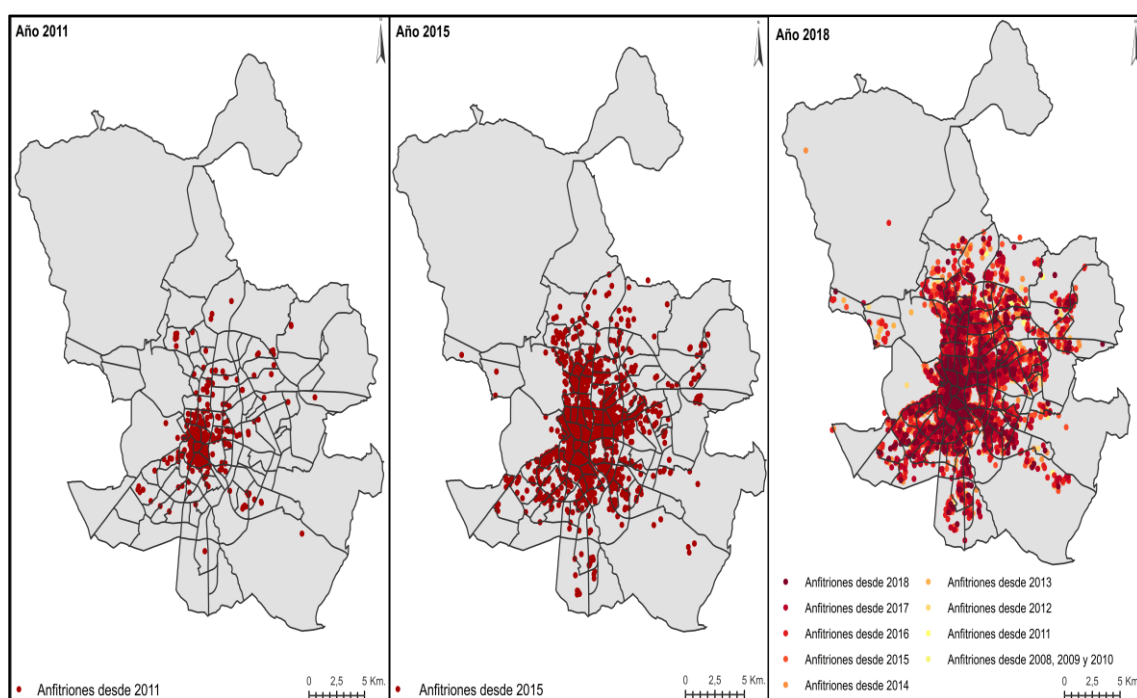 Año 2011
Año 2015
Año 2018
Anfitriones desde 2011
0 2,5 5 Km.
Anfitriones desde 2015
0 2,5 5 Km.
Anfitriones desde 2018
Anfitriones desde 2017
Anfitriones desde 2016
Anfitriones desde 2015
Anfitriones desde 2014
Anfitriones desde 2013
Anfitriones desde 2012
Anfitriones desde 2011
Anfitriones desde 2008, 2009 y 2010
0 2,5 5 Km.